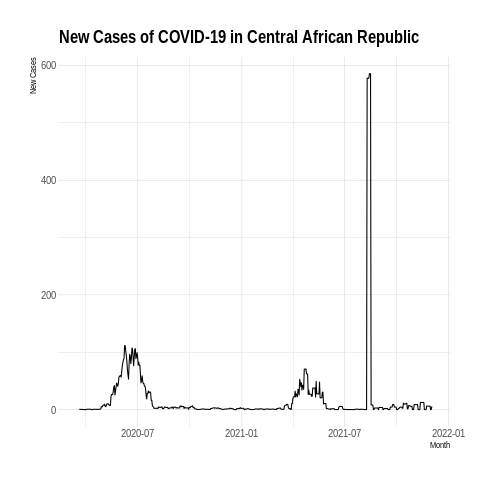 New Cases of COVID-19 in Central African Republic
New Cases
600
400
200
0
2020-07
2021-01
2021-07
2022-01
Month